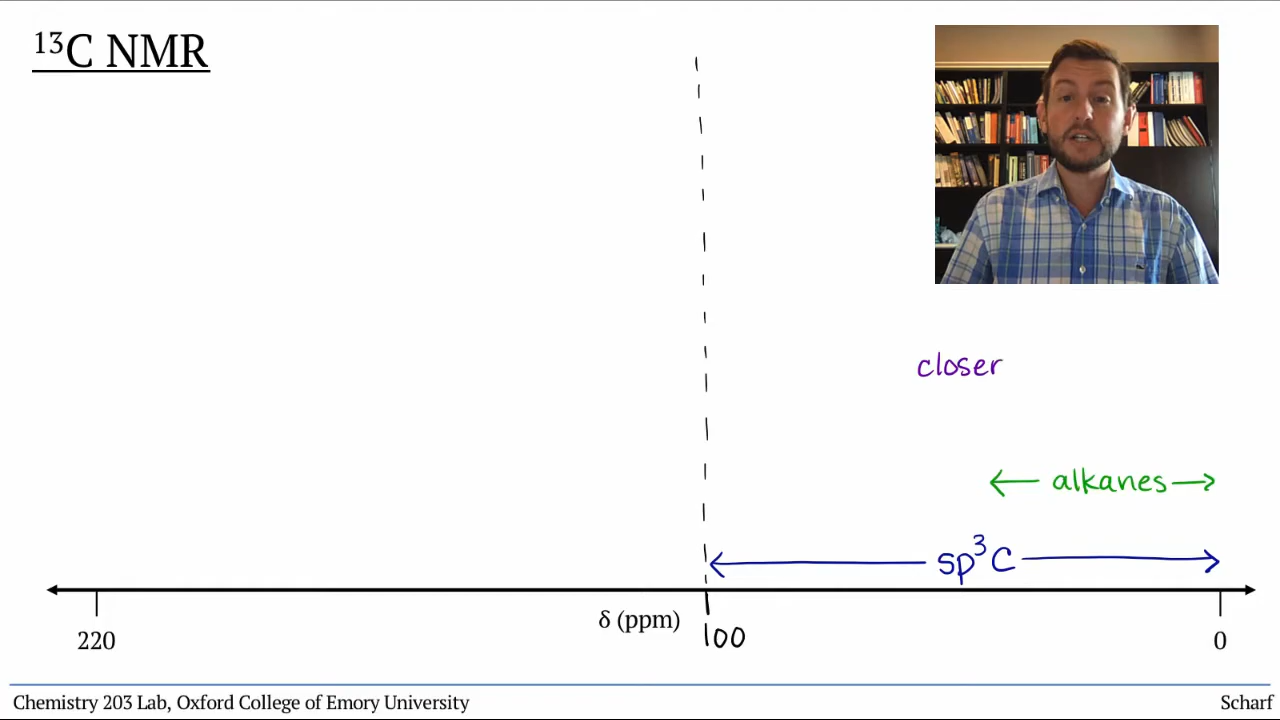 ¹³C NMR
closer
← alkanes →
← sp³C →
δ (ppm)
220
100
0
Chemistry 203 Lab, Oxford College of Emory University
Scharf